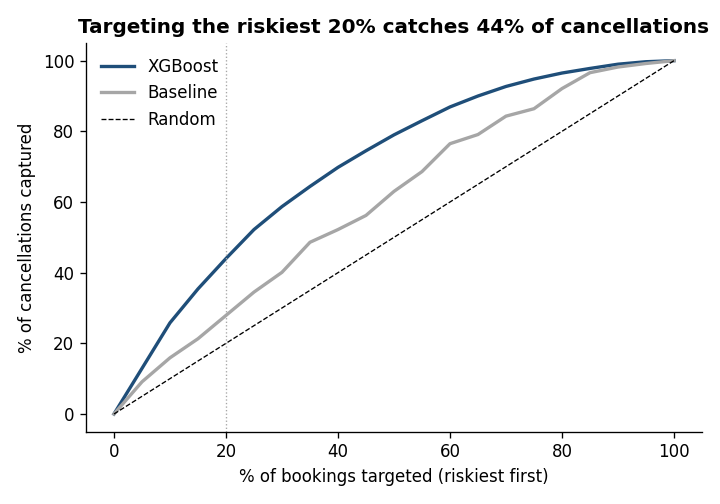 Targeting the riskiest 20% catches 44% of cancellations
100
80
60
40
20
0
% of cancellations captured
XGBoost
Baseline
Random
0 20 40 60 80 100
% of bookings targeted (riskiest first)